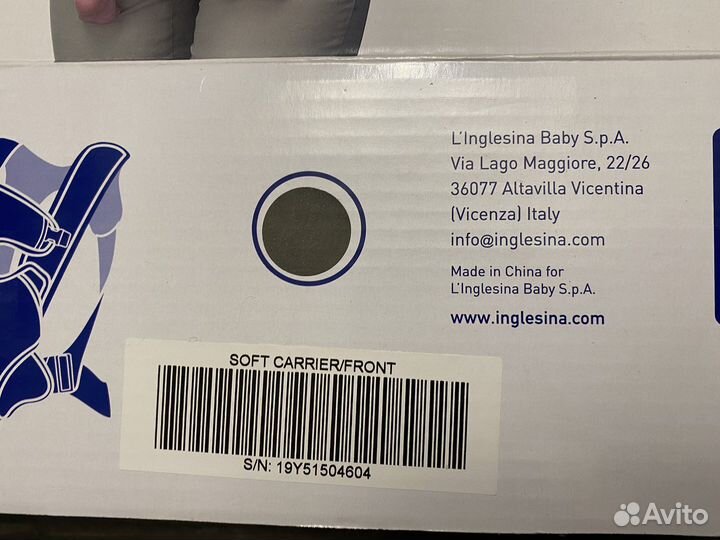 L'Inglesina Baby S.p.A.
Via Lago Maggiore, 22/26
36077 Altavilla Vicentina
(Vicenza) Italy
info@inglesina.com
Made in China for
L'Inglesina Baby S.p.A.
www.inglesina.com
SOFT CARRIER/FRONT
S/N: 19Y51504604
Avito